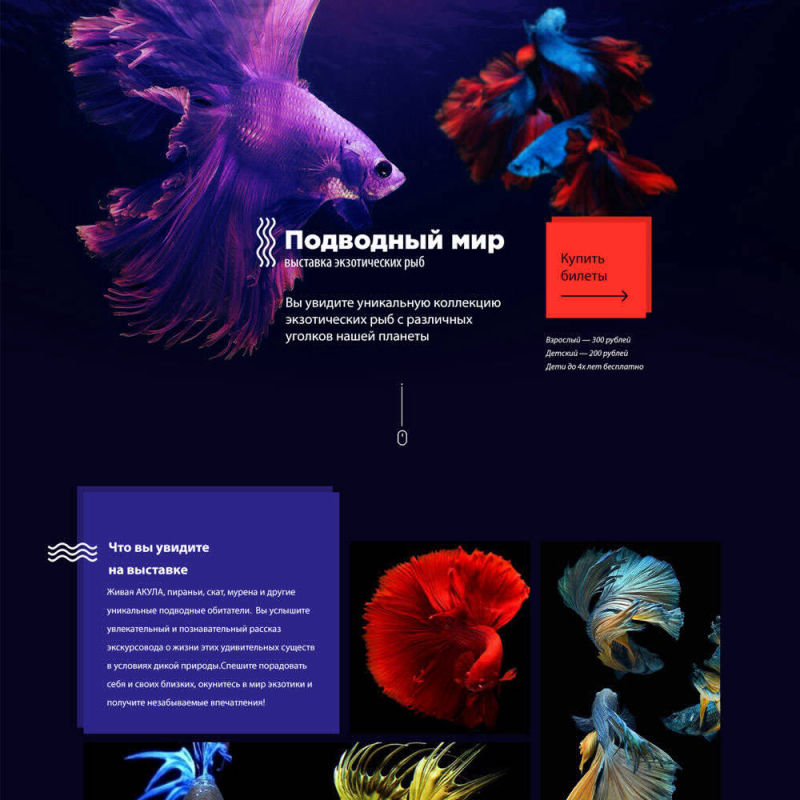 Подводный мир
выставка экзотических рыб
Вы увидите уникальную коллекцию
экзотических рыб с различных
уголков нашей планеты
Купить
билеты
Взрослый — 300 рублей
Детский — 200 рублей
Дети до 4х лет бесплатно
Что вы увидите
на выставке
Живая АКУЛА, пираньи, скат, мурена и другие
уникальные подводные обитатели. Вы услышите
увлекательный и познавательный рассказ
экскурсовода о жизни этих удивительных существ
в условиях дикой природы.Спешите порадовать
себя и своих близких, окунитесь в мир экзотики и
получите незабываемые впечатления!